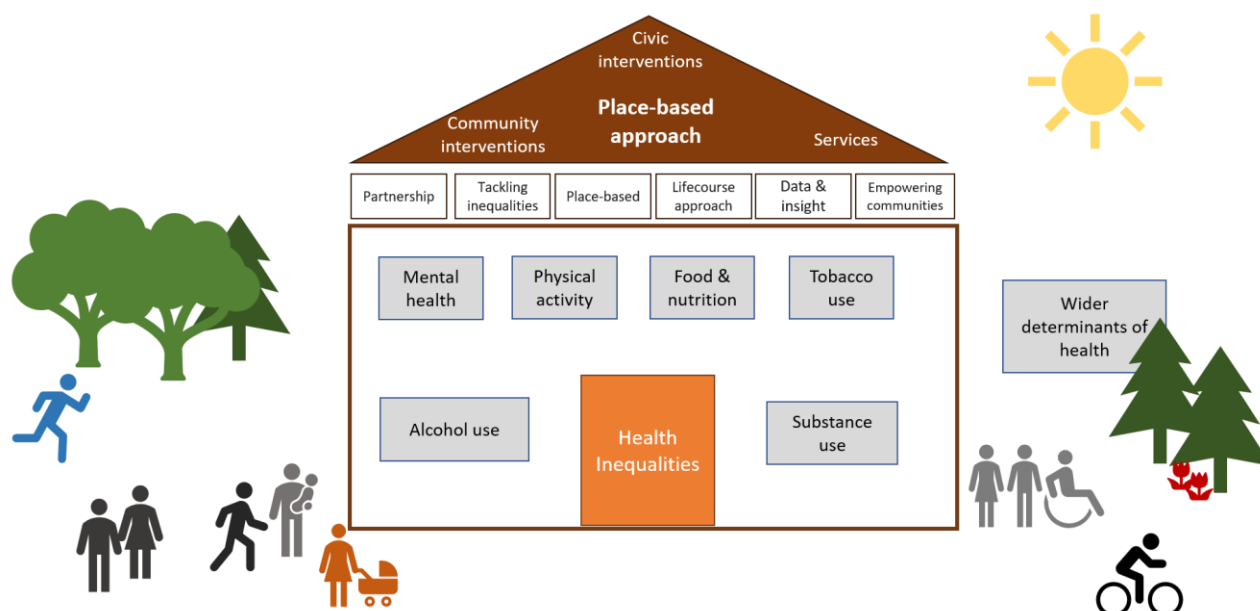 Civic
interventions
Place-based
approach
Community
interventions
Services
Partnership
Tackling
inequalities
Place-based
Lifecourse
approach
Data &
insight
Empowering
communities
Mental
health
Physical
activity
Food &
nutrition
Tobacco
use
Wider
determinants of
health
Alcohol use
Health
Inequalities
Substance
use